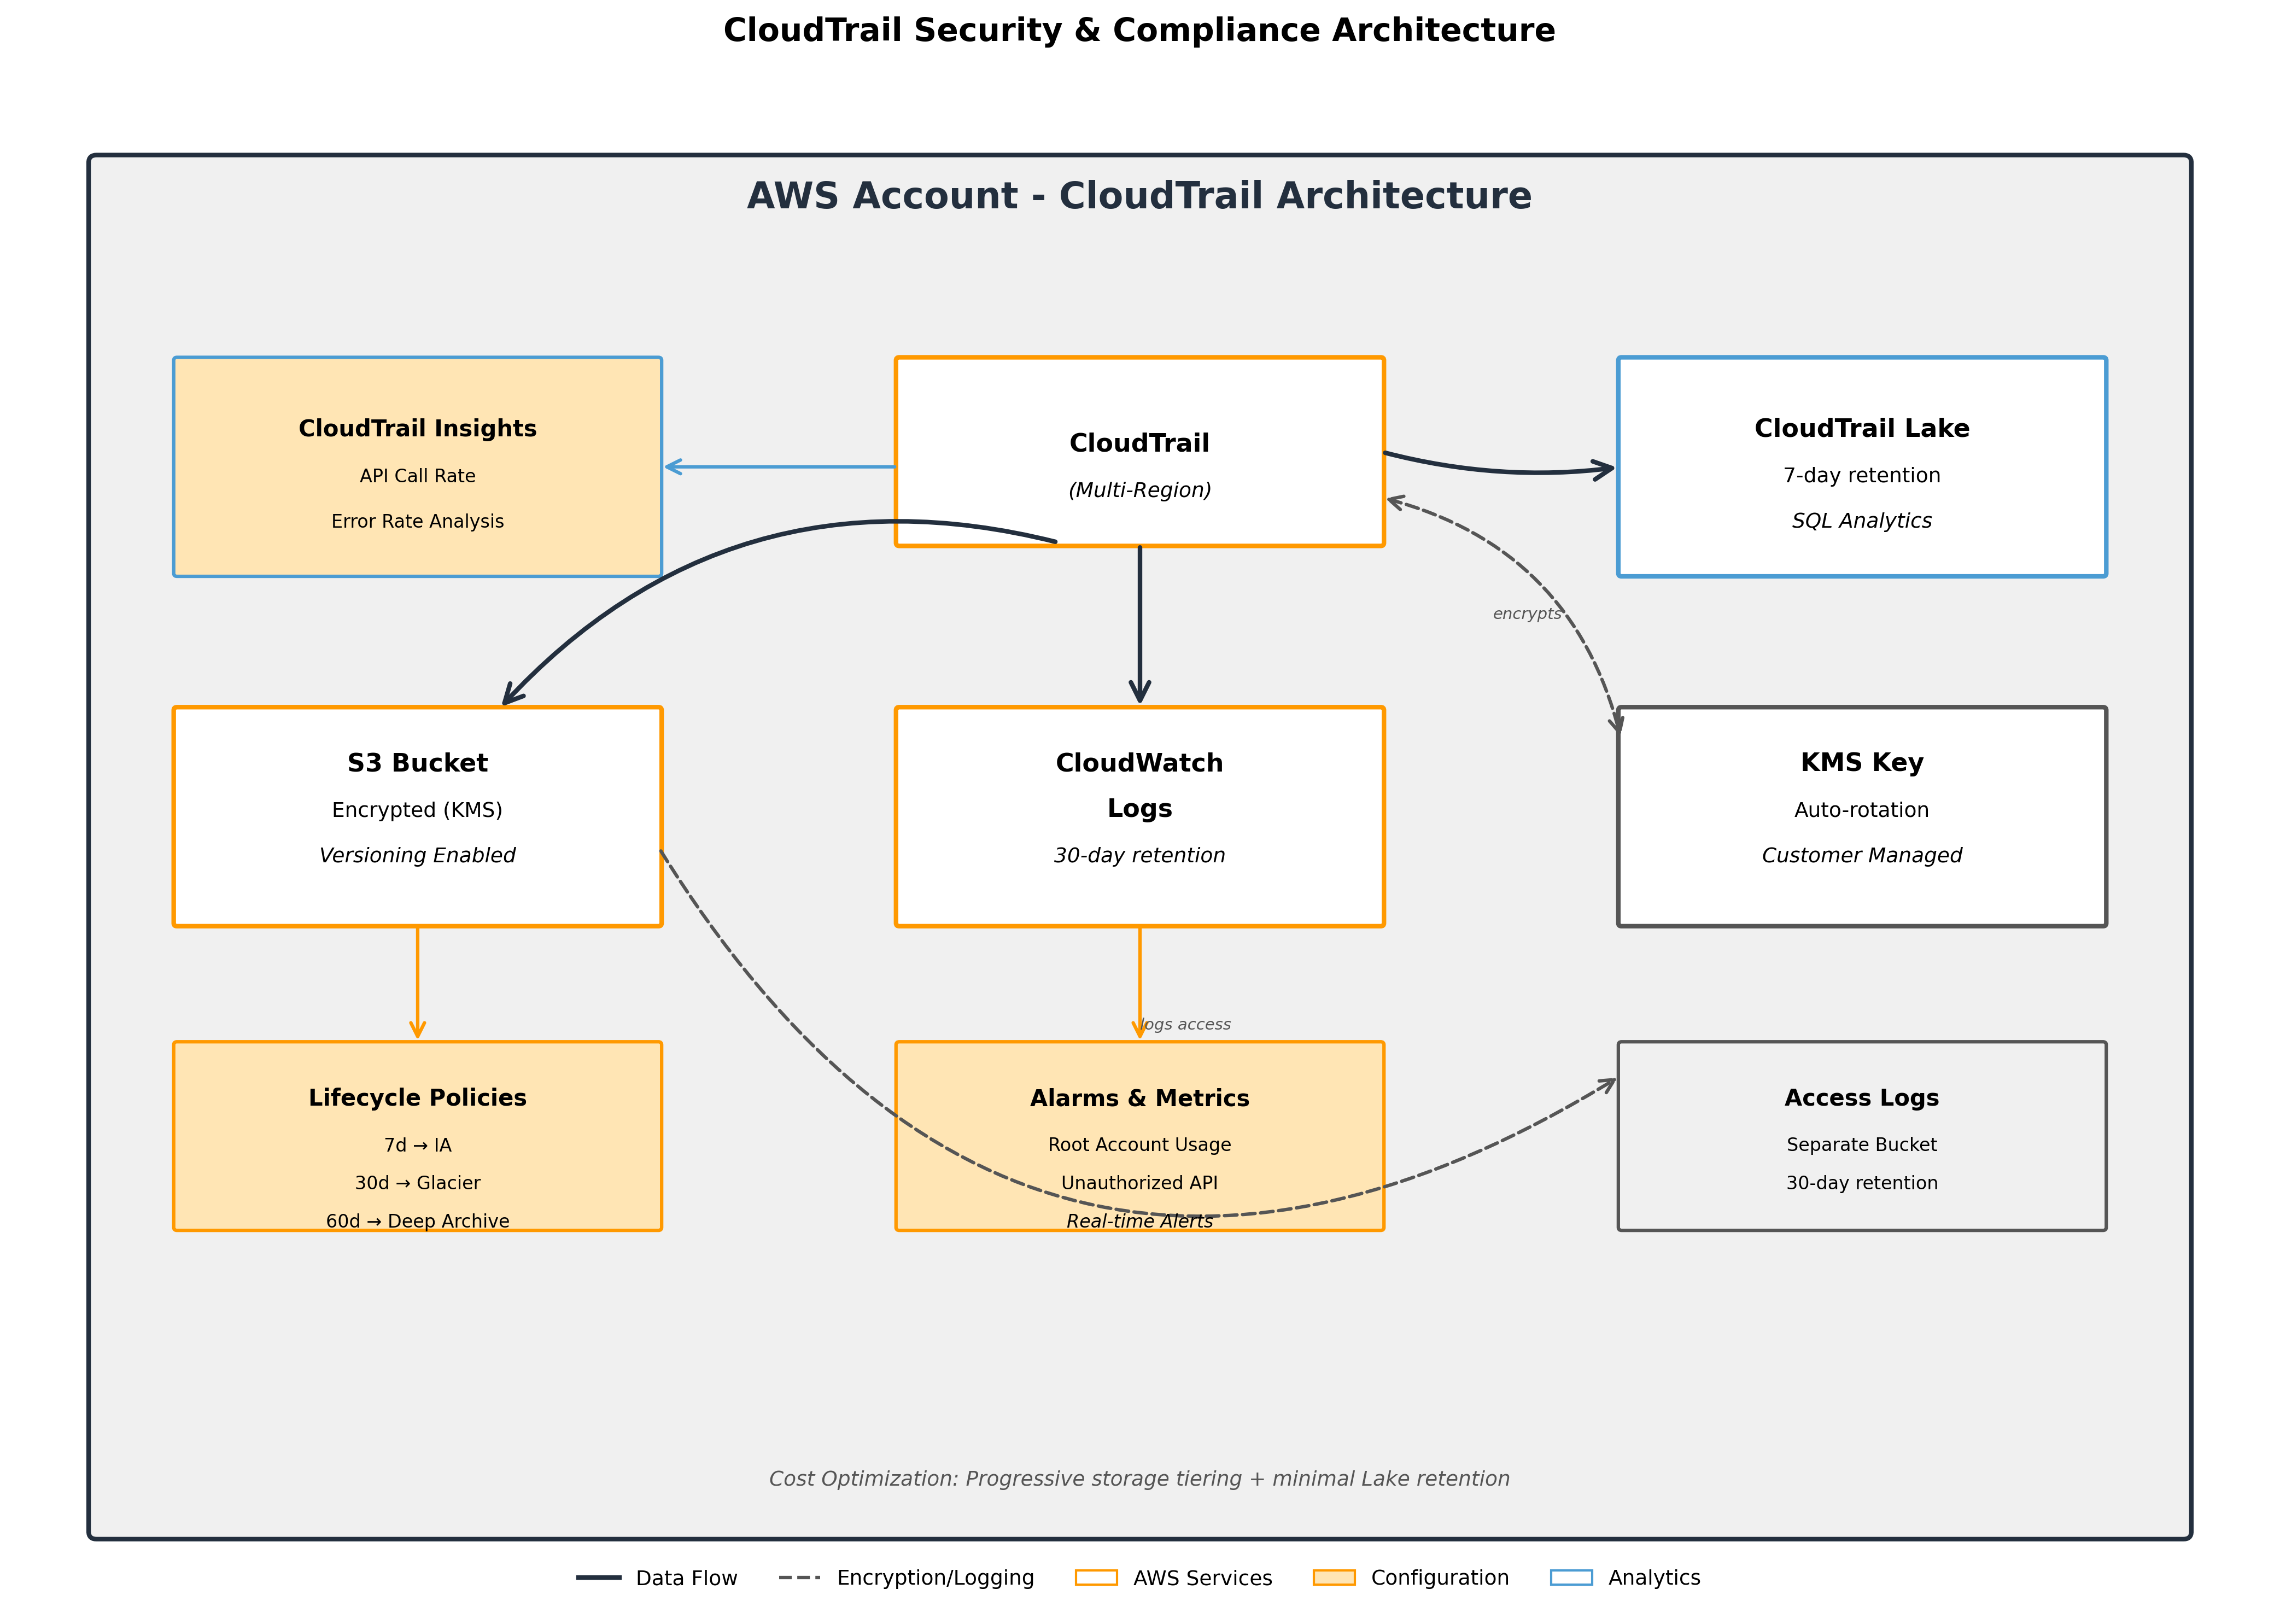 CloudTrail Security & Compliance Architecture
AWS Account - CloudTrail Architecture
CloudTrail Insights
API Call Rate
Error Rate Analysis
CloudTrail
(Multi-Region)
CloudTrail Lake
7-day retention
SQL Analytics
encrypts
S3 Bucket
Encrypted (KMS)
Versioning Enabled
CloudWatch
Logs
30-day retention
KMS Key
Auto-rotation
Customer Managed
logs access
Lifecycle Policies
7d → IA
30d → Glacier
60d → Deep Archive
Alarms & Metrics
Root Account Usage
Unauthorized API
Real-time Alerts
Access Logs
Separate Bucket
30-day retention
Cost Optimization: Progressive storage tiering + minimal Lake retention
Data Flow
Encryption/Logging
AWS Services
Configuration
Analytics